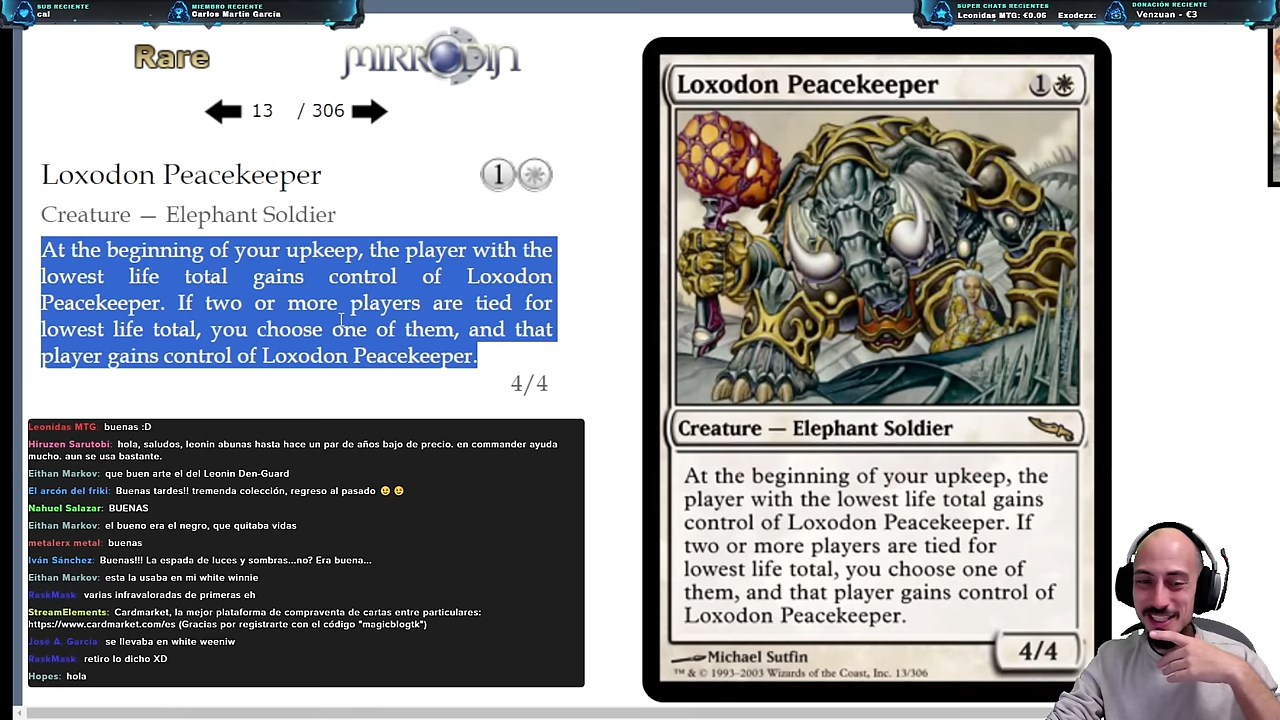 SUB RECIENTE
cal
MIEMBRO RECIENTE
Carlos Martin Garcia
SUPER CHATS RECIENTES
Leonidas MTG: €0.06 Exodezx:
DONACIÓN RECIENTE
Venzuan - €3
Rare
MIRRODIN
13 / 306
Loxodon Peacekeeper
1
Creature — Elephant Soldier
At the beginning of your upkeep, the player with the
lowest life total gains control of Loxodon
Peacekeeper. If two or more players are tied for
lowest life total, you choose one of them, and that
player gains control of Loxodon Peacekeeper.
4/4
Leonidas MTG: buenas :D
Hiruzen Sarutobi: hola, saludos, leonin abunas hasta hace un par de años bajo de precio. en commander ayuda
mucho. aun se usa bastante.
Eithan Markov: que buen arte el del Leonin Den-Guard
El arcón del friki: Buenas tardes!! tremenda colección, regreso al pasado 😉 😉
Nahuel Salazar: BUENAS
Eithan Markov: el bueno era el negro, que quitaba vidas
metalerx metal: buenas
Iván Sánchez: Buenas!!! La espada de luces y sombras...no? Era buena...
Eithan Markov: esta la usaba en mi white winnie
RaskMask: varias infravaloradas de primeras eh
StreamElements: Cardmarket, la mejor plataforma de compraventa de cartas entre particulares:
https://www.cardmarket.com/es (Gracias por registrarte con el código "magicblogtk")
José A. García: se llevaba en white weeniw
RaskMask: retiro lo dicho XD
Hopes: hola
Loxodon Peacekeeper
1
Creature — Elephant Soldier
At the beginning of your upkeep, the
player with the lowest life total gains
control of Loxodon Peacekeeper. If
two or more players are tied for
lowest life total, you choose one of
them, and that player gains control of
Loxodon Peacekeeper.
4/4
Michael Sutfin
™ & © 1993–2003 Wizards of the Coast, Inc. 13/306